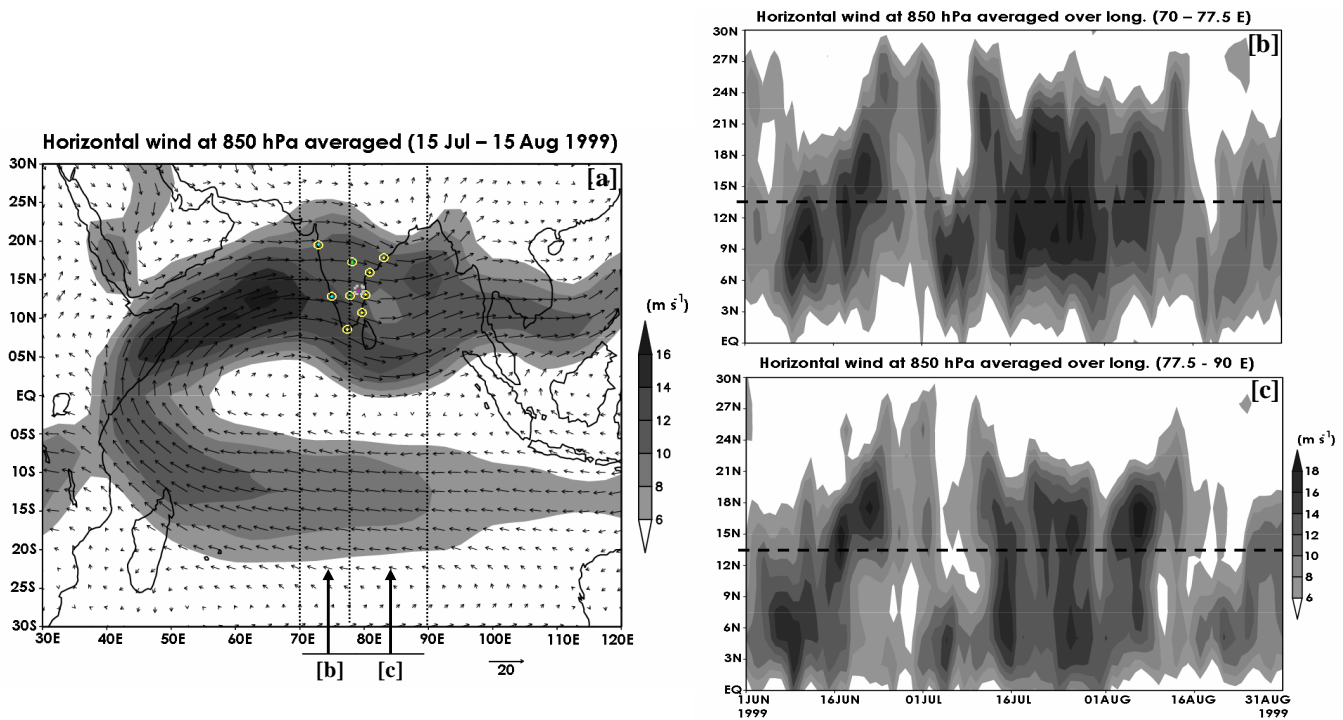 Horizontal wind at 850 hPa averaged (15 Jul – 15 Aug 1999)
[a]
30N
25N
20N
15N
10N
05N
EQ
05S
10S
15S
20S
25S
30S
30E
40E
50E
60E
70E
80E
90E
100E
110E
120E
[b]
[c]
20
(m s-1)
16
14
12
10
8
6
Horizontal wind at 850 hPa averaged over long. (70 – 77.5 E)
[b]
30N
27N
24N
21N
18N
15N
12N
9N
6N
3N
EQ
Horizontal wind at 850 hPa averaged over long. (77.5 - 90 E)
[c]
30N
27N
24N
21N
18N
15N
12N
9N
6N
3N
EQ
1JUN
1999
16JUN
01JUL
16JUL
01AUG
16AUG
31AUG
1999
(m s-1)
18
16
14
12
10
8
6